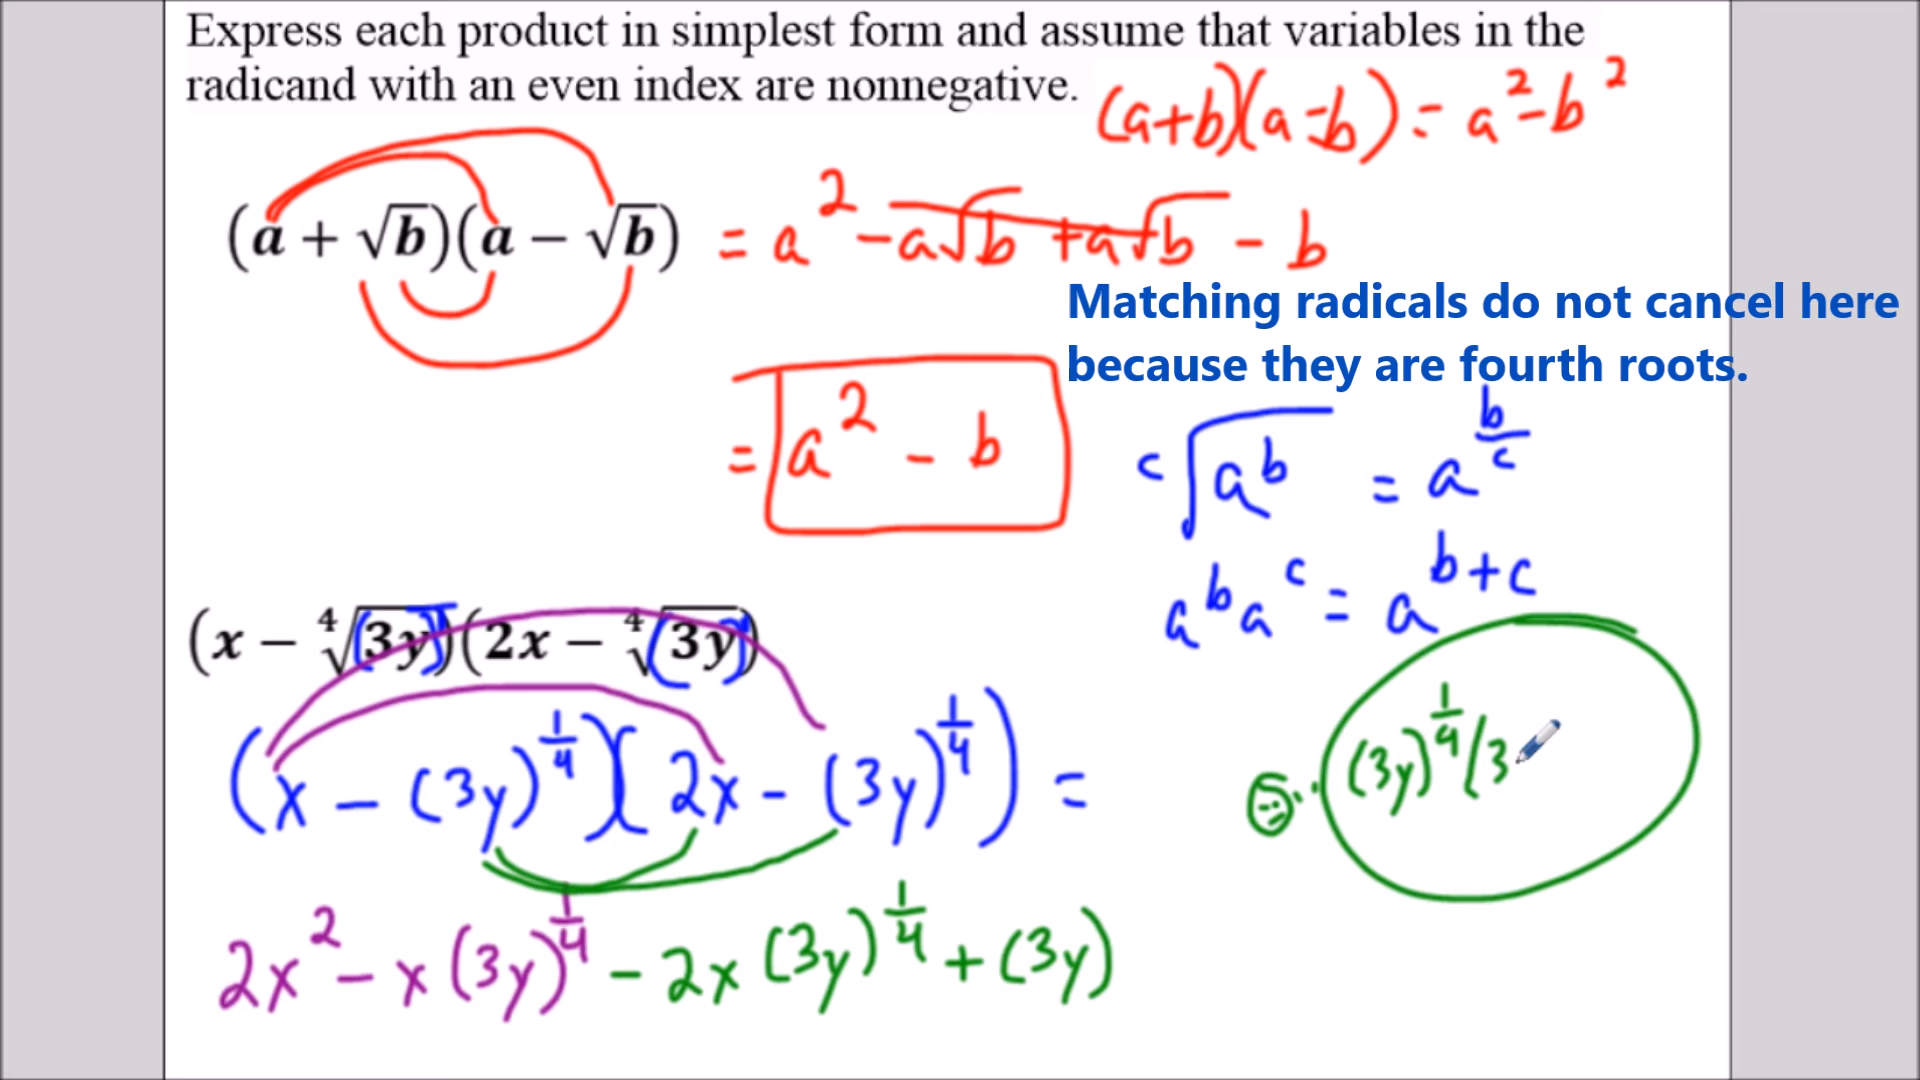 Express each product in simplest form and assume that variables in the
radicand with an even index are nonnegative.
(a+b)(a-b) = a²-b²
(a + √b)(a − √b) = a² - a√b + a√b - b
Matching radicals do not cancel here
because they are fourth roots.
= a² - b
ᶜ√aᵇ = a^(b/c)
aᵇaᶜ = a^(b+c)
(x − ⁴√(3y))(2x − ⁴√(3y))
(x - (3y)^(1/4))(2x - (3y)^(1/4)) =
(3y)^(1/4)(3
2x² - x(3y)^(1/4) - 2x(3y)^(1/4) + (3y)